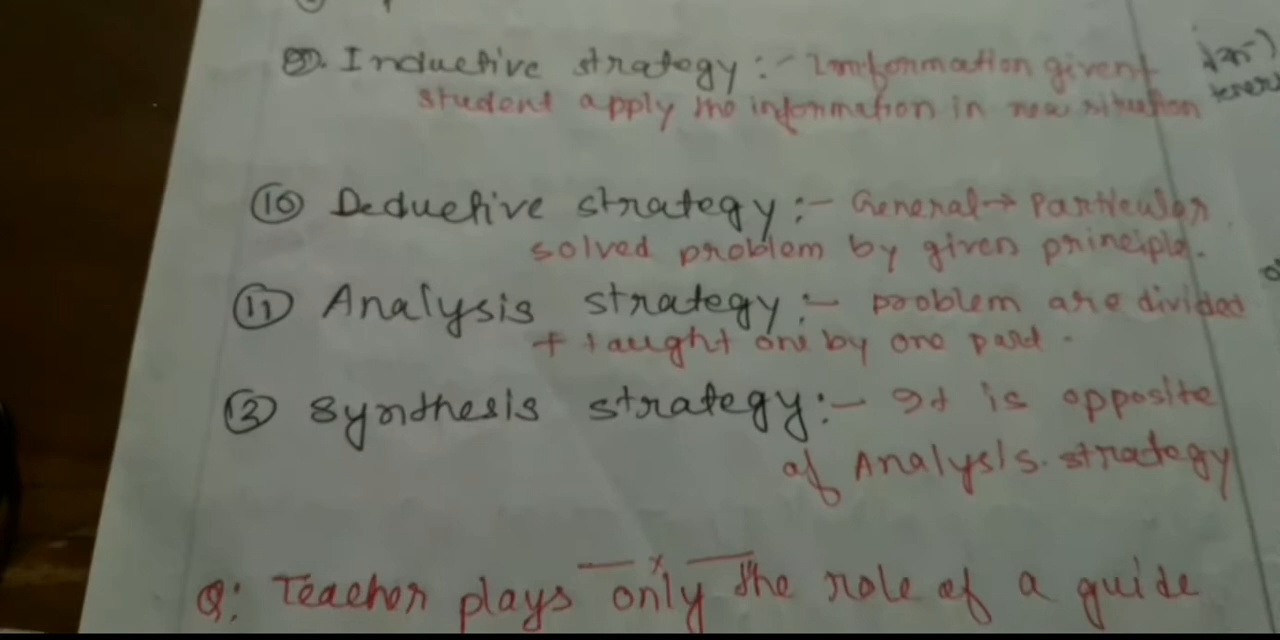 9. Inductive strategy :- Imformation given
student apply the information in new situation
10 Deductive strategy :- General → Particular
solved problem by given principle.
11 Analysis strategy :- problem are divided
+ taught one by one part.
12 Synthesis strategy :- It is opposite
of Analysis. strategy
— x —
Q: Teacher plays only the role of a guide